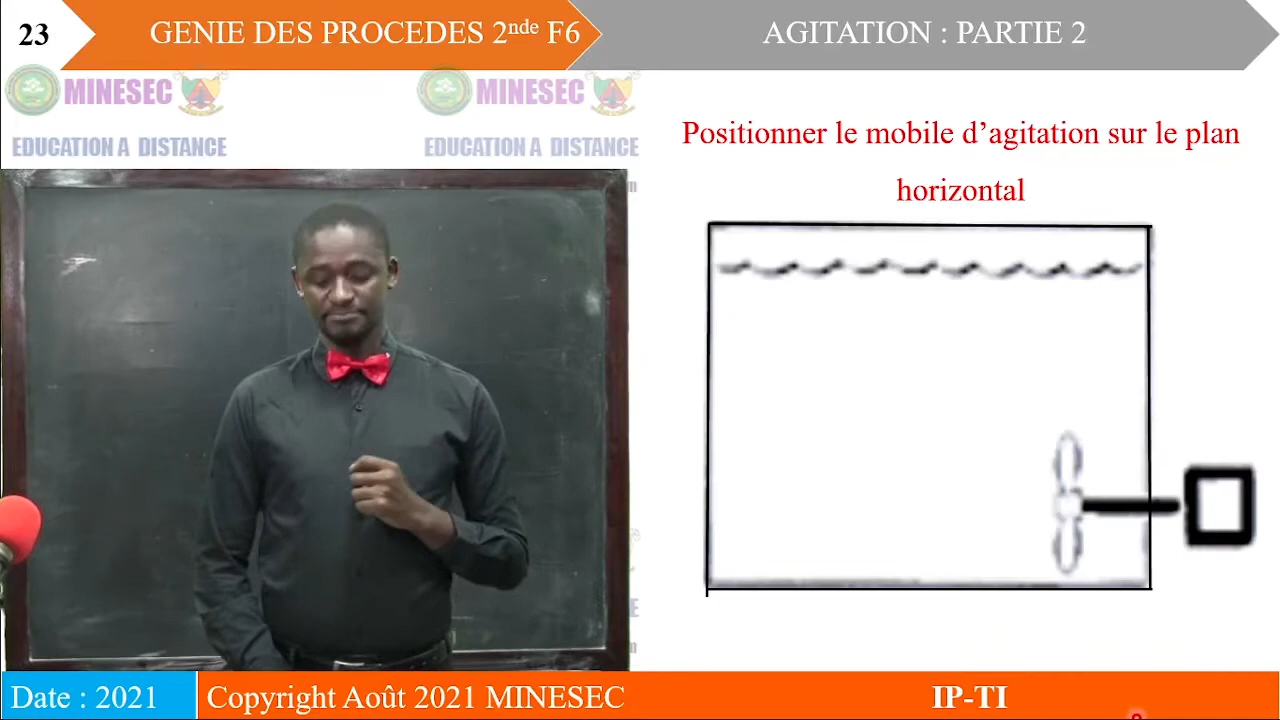 23
GENIE DES PROCEDES 2nde F6
AGITATION : PARTIE 2
MINESEC
MINESEC
EDUCATION A DISTANCE
EDUCATION A DISTANCE
Positionner le mobile d’agitation sur le plan
horizontal
Date : 2021
Copyright Août 2021 MINESEC
IP-TI